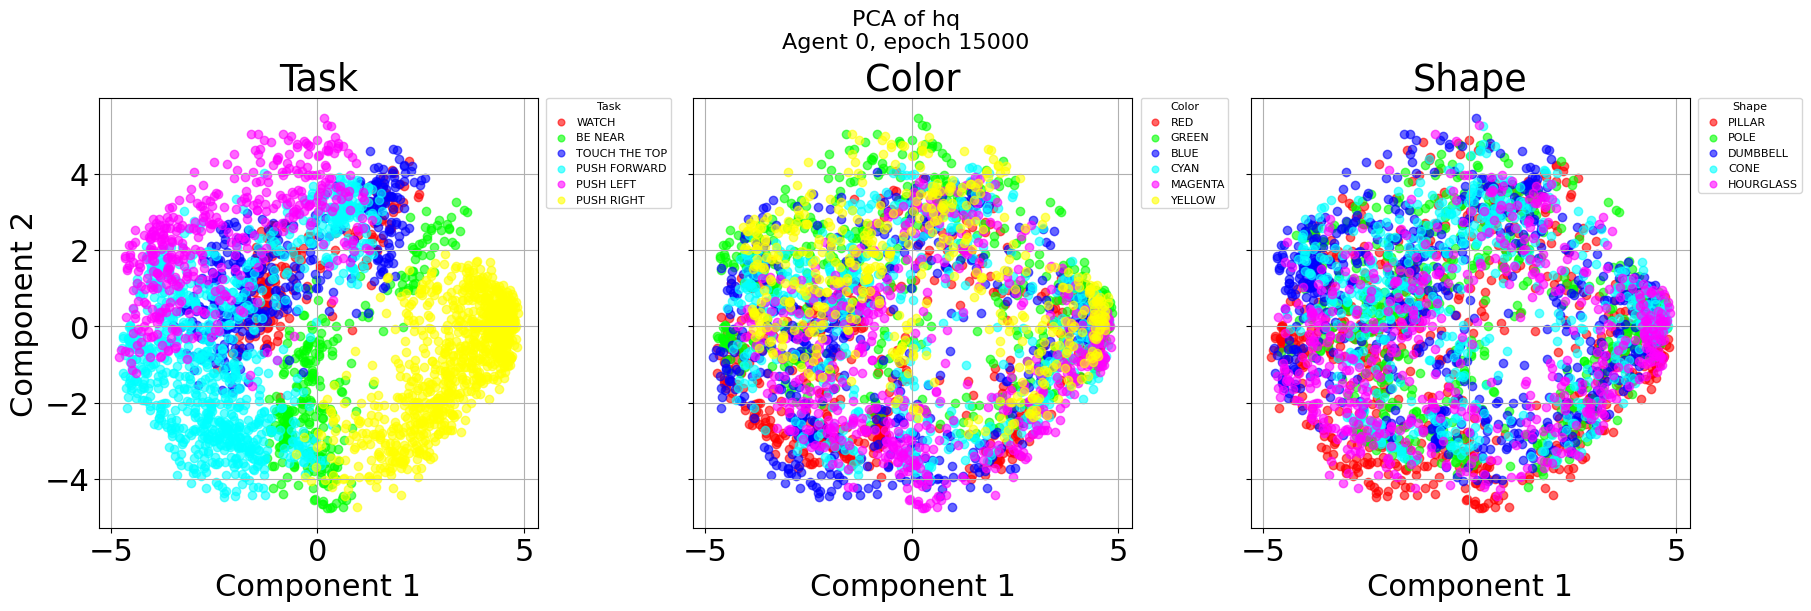 PCA of hq
Agent 0, epoch 15000
Task
Color
Shape
Task
WATCH
BE NEAR
TOUCH THE TOP
PUSH FORWARD
PUSH LEFT
PUSH RIGHT
Color
RED
GREEN
BLUE
CYAN
MAGENTA
YELLOW
Shape
PILLAR
POLE
DUMBBELL
CONE
HOURGLASS
Component 2
4
2
0
−2
−4
−5 0 5
−5 0 5
−5 0 5
Component 1
Component 1
Component 1